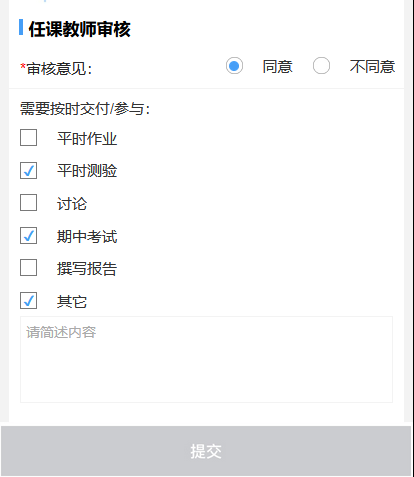 任课教师审核
*审核意见： 同意 不同意
需要按时交付/参与：
平时作业
平时测验
讨论
期中考试
撰写报告
其它
请简述内容
提交